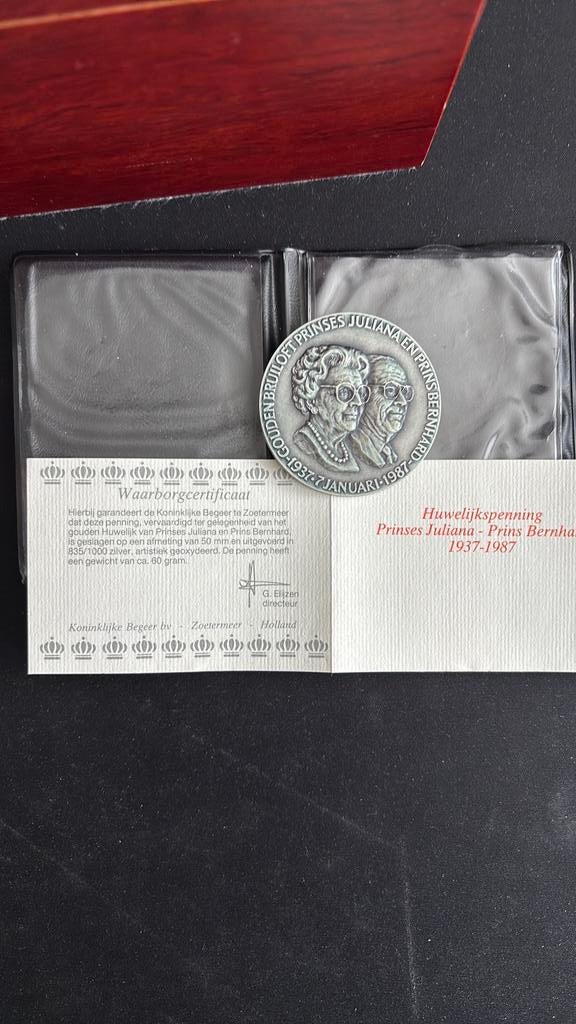 GOUDEN BRUILOFT PRINSES JULIANA EN PRINS BERNHARD
1937 · 7 JANUARI · 1987
Waarborgcertificaat
Hierbij garandeert de Koninklijke Begeer te Zoetermeer
dat deze penning, vervaardigd ter gelegenheid van het
gouden Huwelijk van Prinses Juliana en Prins Bernhard,
is geslagen op een afmeting van 50 mm en uitgevoerd in
835/1000 zilver, artistiek geoxydeerd. De penning heeft
een gewicht van ca. 60 gram.
G. Elijzen
directeur
Koninklijke Begeer bv - Zoetermeer - Holland
Huwelijkspenning
Prinses Juliana - Prins Bernha
1937-1987